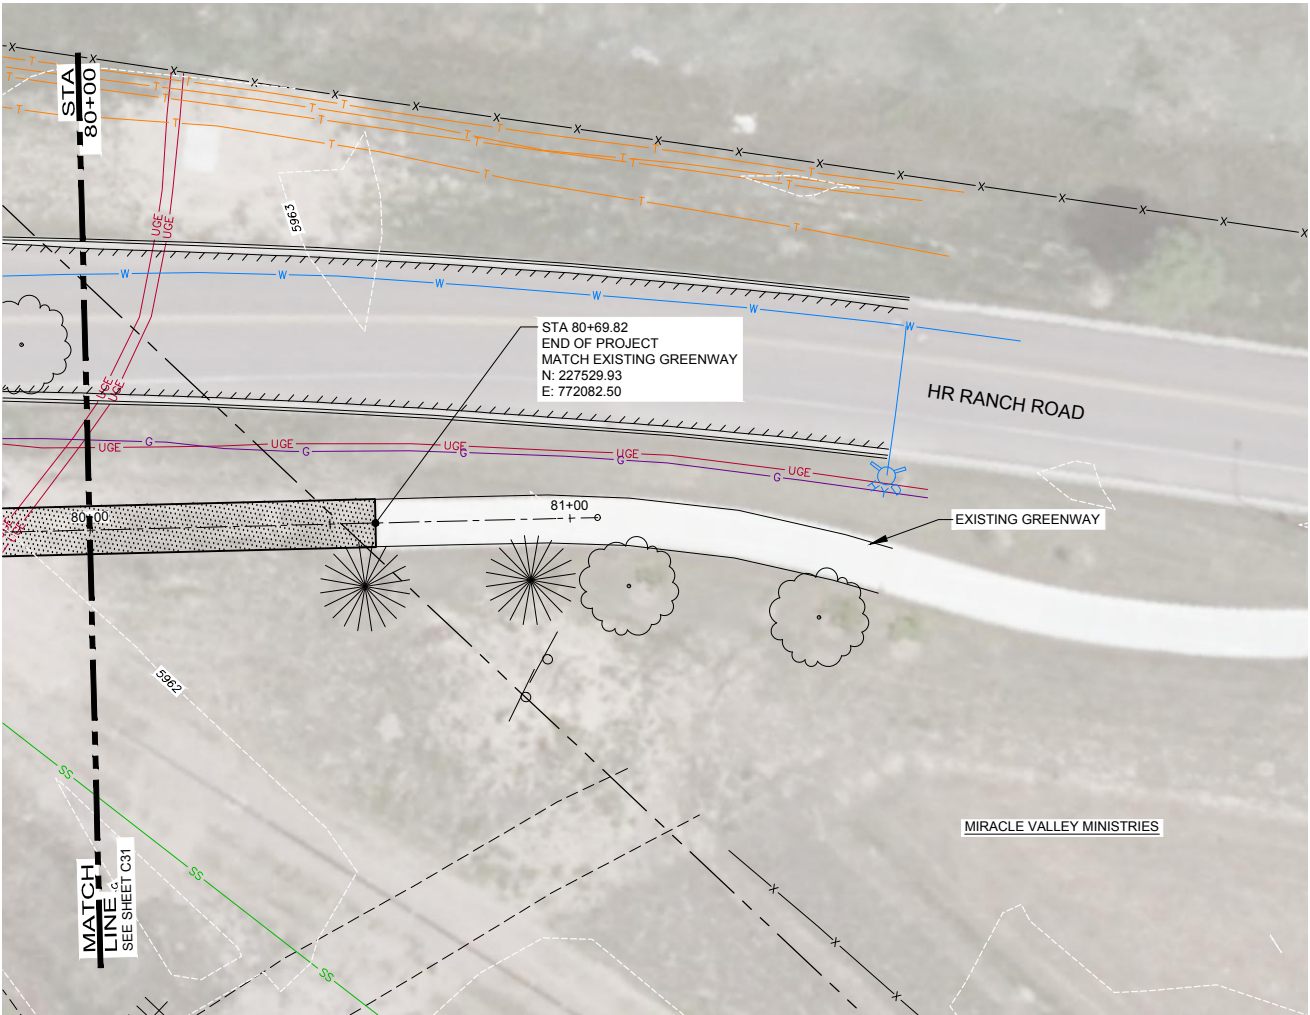 STA
80+00
5963
STA 80+69.82
END OF PROJECT
MATCH EXISTING GREENWAY
N: 227529.93
E: 772082.50
HR RANCH ROAD
X X X X X X X X X X X X X X X X X
T T T T T T T T T T T T T T T T T T
UGE UGE
W W W W W W
UGE UGE
UGE UGE UGE UGE
G G G G G
80+00
81+00
EXISTING GREENWAY
5962
SS SS SS
MIRACLE VALLEY MINISTRIES
X X X
MATCH
LINE
SEE SHEET C31